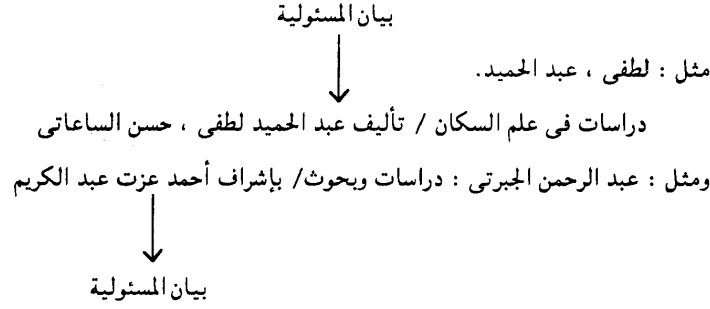 بيان المسئولية
مثل : لطفى ، عبد الحميد.
دراسات فى علم السكان / تأليف عبد الحميد لطفى ، حسن الساعاتى
ومثل : عبد الرحمن الجبرتى : دراسات وبحوث/ بإشراف أحمد عزت عبد الكريم
بيان المسئولية